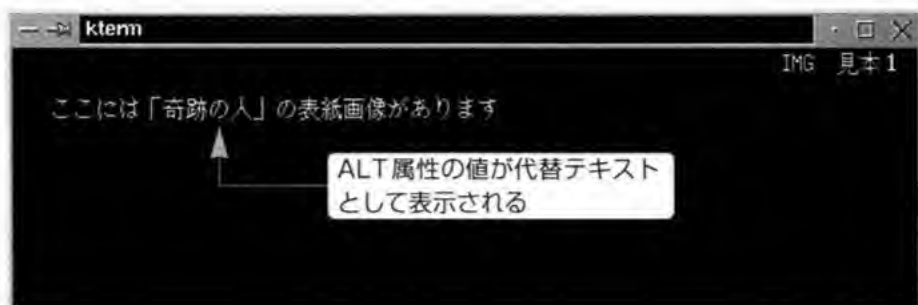 kterm
IMG 見本1
ここには「奇跡の人」の表紙画像があります
ALT属性の値が代替テキスト
として表示される